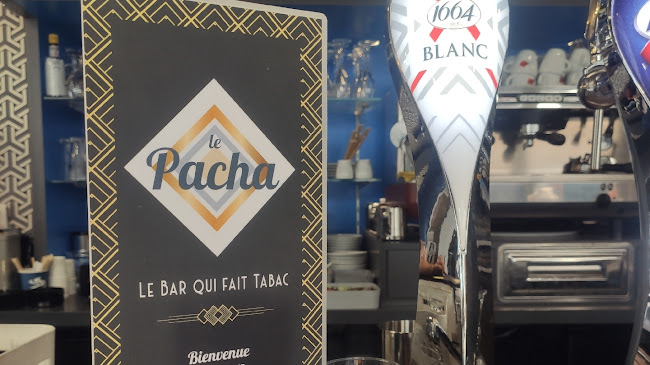 le
Pacha
LE BAR QUI FAIT TABAC
Bienvenue
1664
BLANC